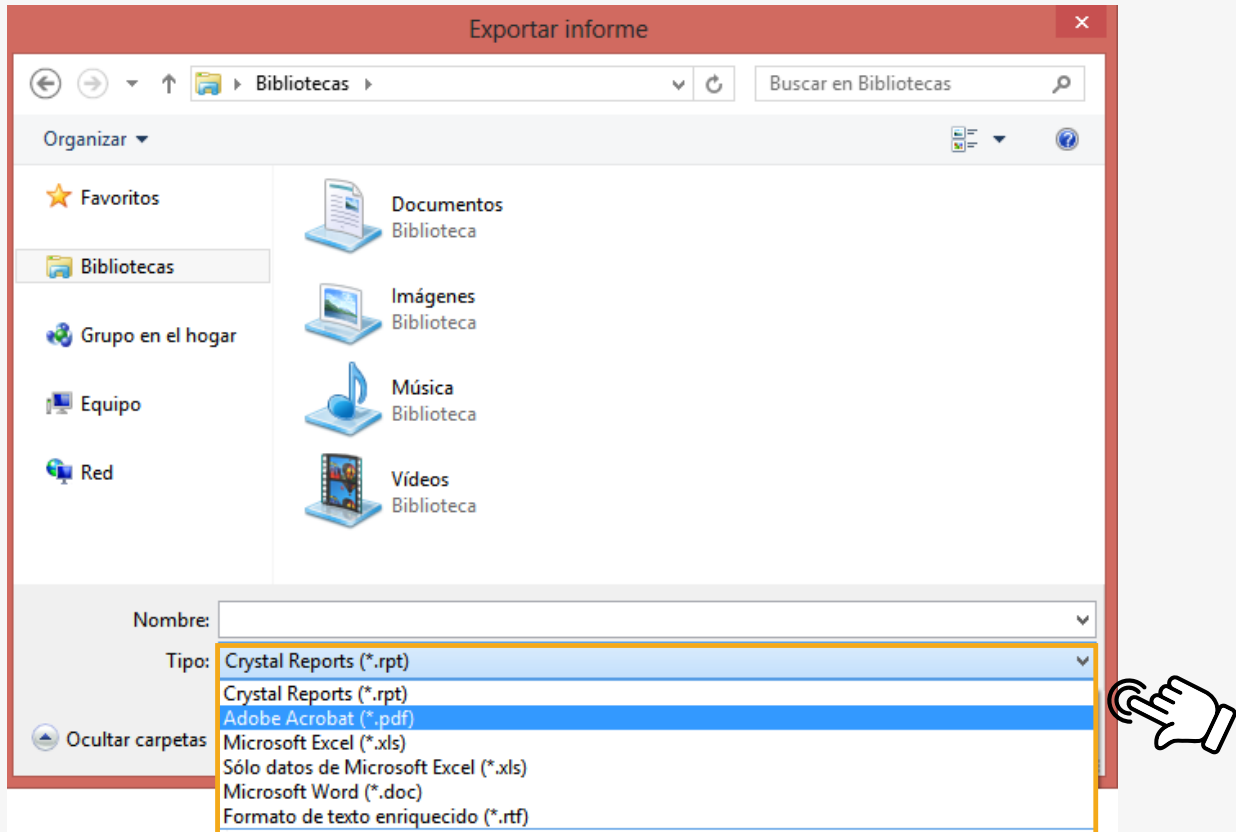 Exportar informe
Bibliotecas
Buscar en Bibliotecas
Organizar
Favoritos
Bibliotecas
Grupo en el hogar
Equipo
Red
Documentos
Biblioteca
Imágenes
Biblioteca
Música
Biblioteca
Vídeos
Biblioteca
Nombre:
Tipo: Crystal Reports (*.rpt)
Crystal Reports (*.rpt)
Adobe Acrobat (*.pdf)
Microsoft Excel (*.xls)
Sólo datos de Microsoft Excel (*.xls)
Microsoft Word (*.doc)
Formato de texto enriquecido (*.rtf)
Ocultar carpetas